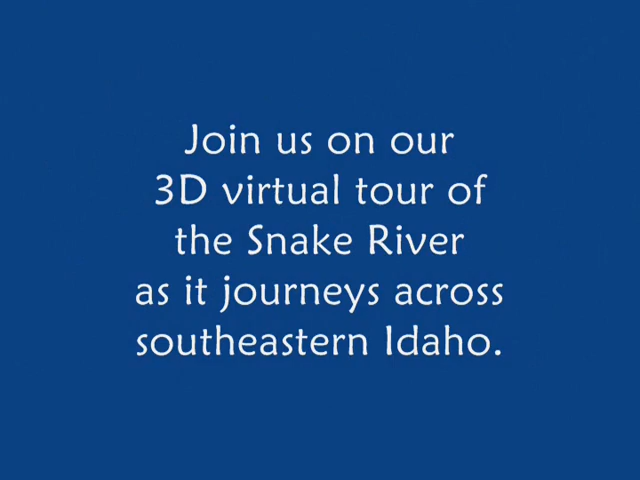 Join us on our
3D virtual tour of
the Snake River
as it journeys across
southeastern Idaho.